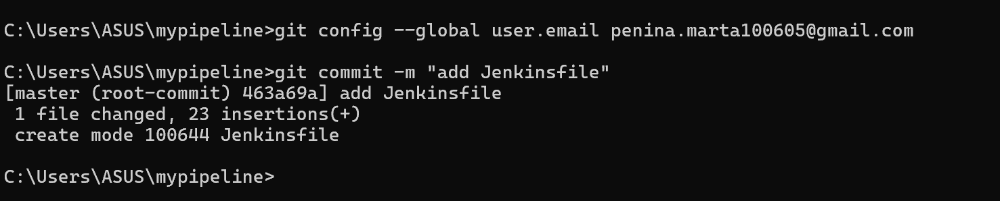 C:\Users\ASUS\mypipeline>git config --global user.email penina.marta100605@gmail.com
C:\Users\ASUS\mypipeline>git commit -m "add Jenkinsfile"
[master (root-commit) 463a69a] add Jenkinsfile
 1 file changed, 23 insertions(+)
 create mode 100644 Jenkinsfile
C:\Users\ASUS\mypipeline>